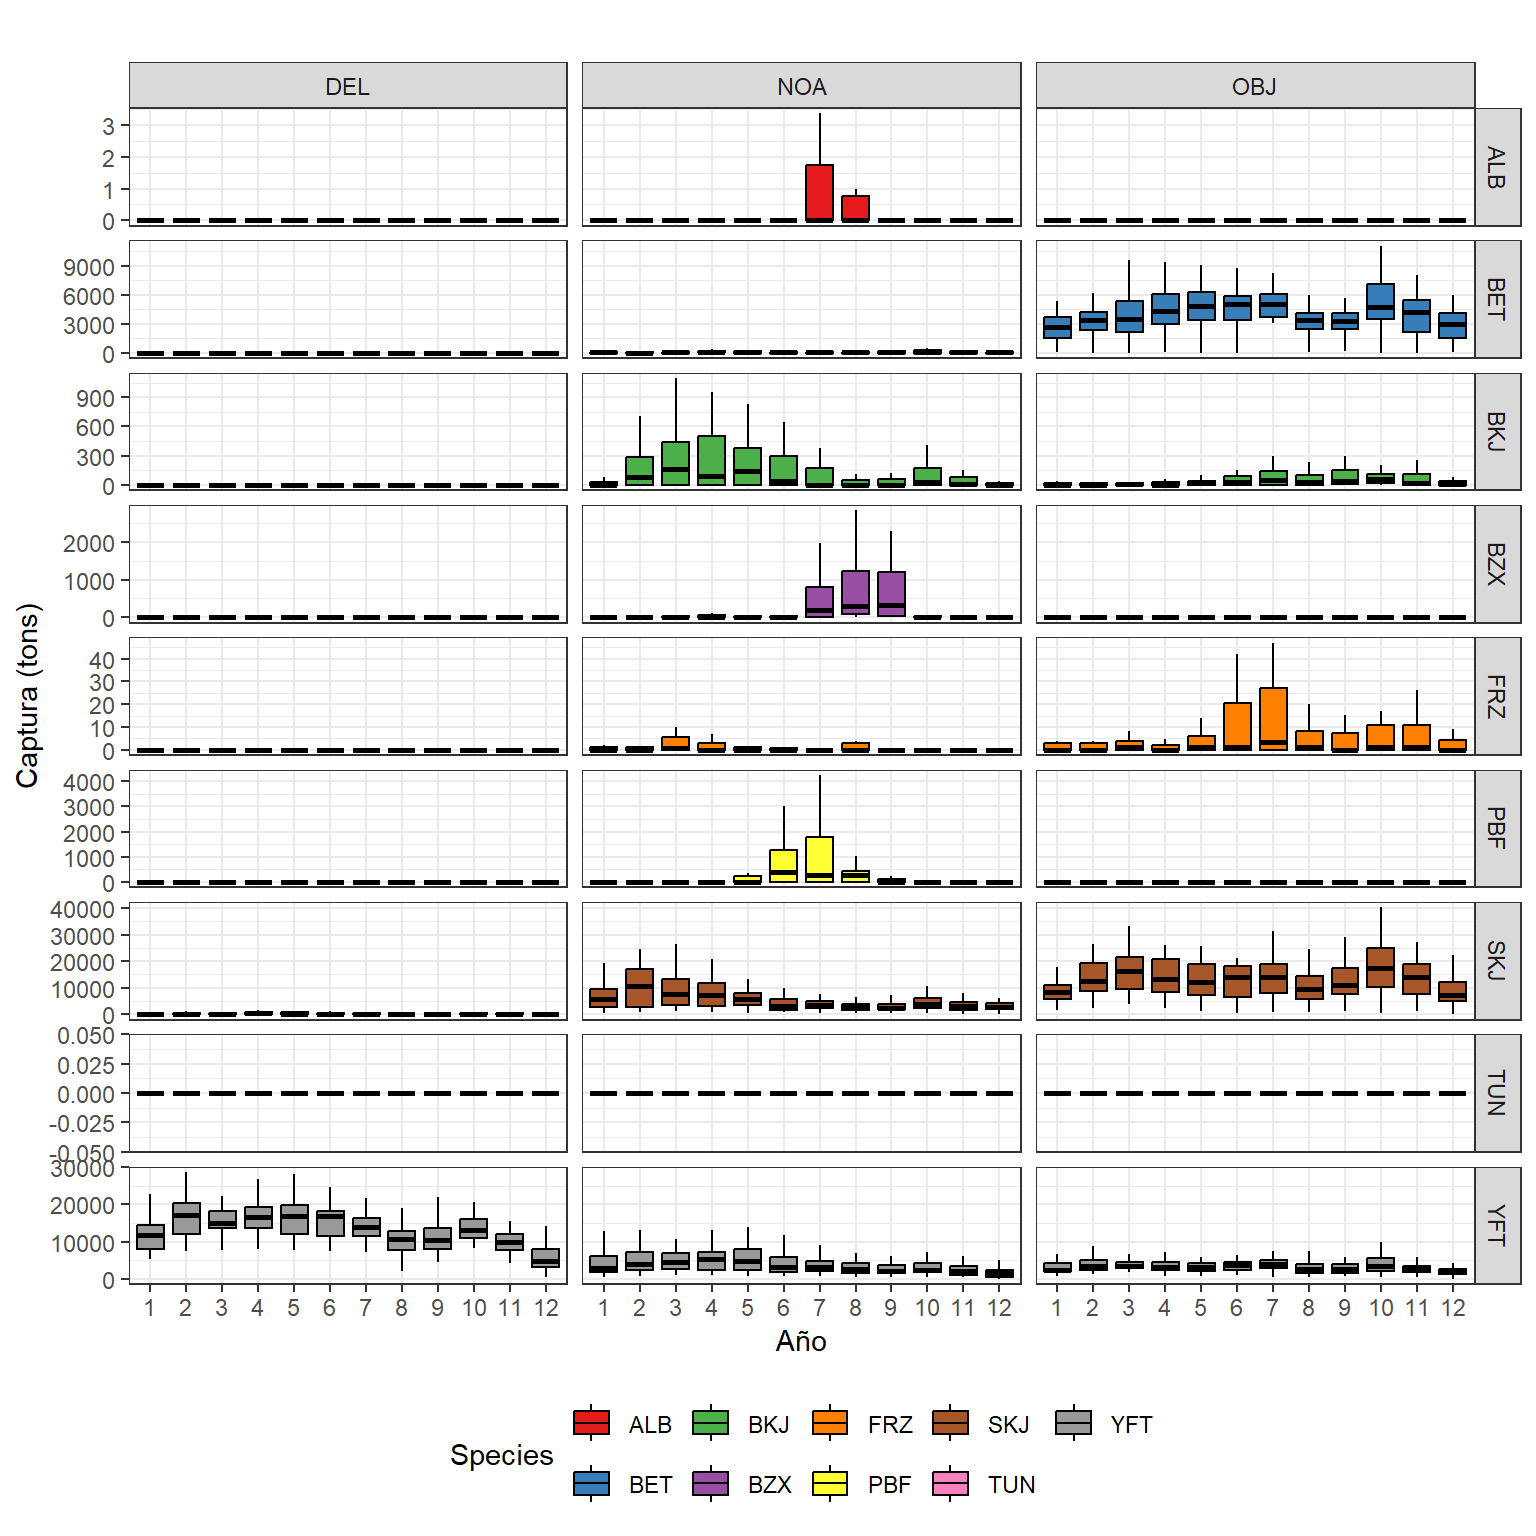 DEL NOA OBJ
3
2
1
0
ALB
9000
6000
3000
0
BET
900
600
300
0
BKJ
2000
1000
0
BZX
40
30
20
10
0
FRZ
4000
3000
2000
1000
0
PBF
40000
30000
20000
10000
0
SKJ
0.050
0.025
0.000
-0.025
-0.050
TUN
30000
20000
10000
0
YFT
Captura (tons)
1 2 3 4 5 6 7 8 9 10 11 12 1 2 3 4 5 6 7 8 9 10 11 12 1 2 3 4 5 6 7 8 9 10 11 12
Año
Species
ALB BKJ FRZ SKJ YFT
BET BZX PBF TUN